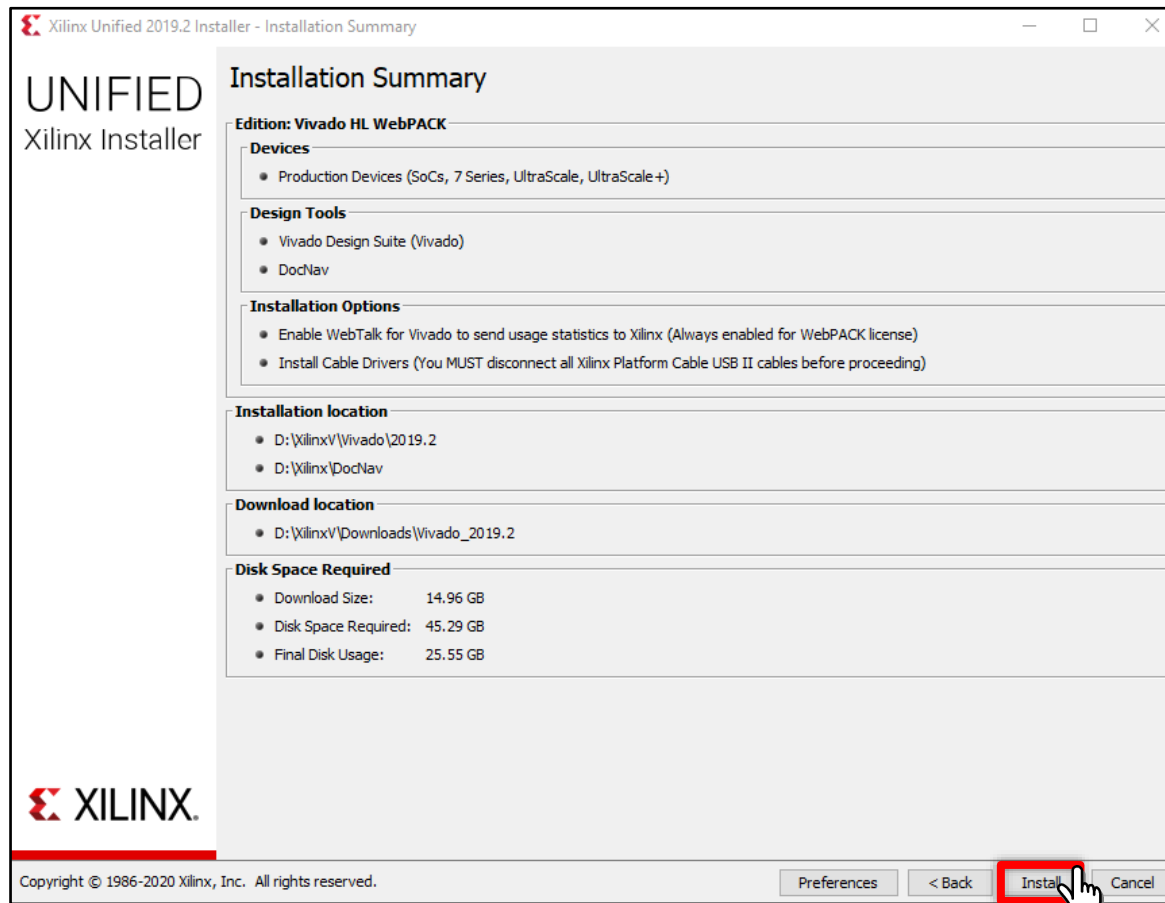 Xilinx Unified 2019.2 Installer - Installation Summary
UNIFIED
Xilinx Installer
Installation Summary
Edition: Vivado HL WebPACK
Devices
Production Devices (SoCs, 7 Series, UltraScale, UltraScale+)
Design Tools
Vivado Design Suite (Vivado)
DocNav
Installation Options
Enable WebTalk for Vivado to send usage statistics to Xilinx (Always enabled for WebPACK license)
Install Cable Drivers (You MUST disconnect all Xilinx Platform Cable USB II cables before proceeding)
Installation location
D:\XilinxV\Vivado\2019.2
D:\Xilinx\DocNav
Download location
D:\XilinxV\Downloads\Vivado_2019.2
Disk Space Required
Download Size: 14.96 GB
Disk Space Required: 45.29 GB
Final Disk Usage: 25.55 GB
XILINX.
Copyright © 1986-2020 Xilinx, Inc. All rights reserved.
Preferences < Back Install Cancel